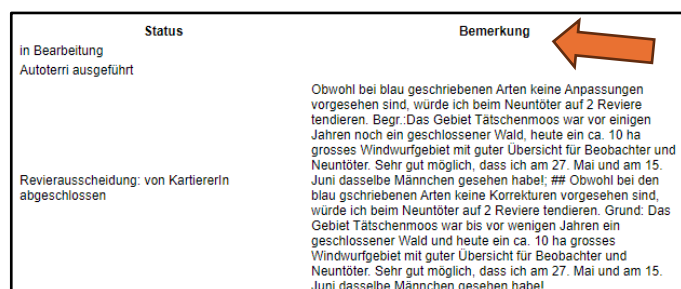 Status Bemerkung
in Bearbeitung
Autoterri ausgeführt
Obwohl bei blau geschriebenen Arten keine Anpassungen
vorgesehen sind, würde ich beim Neuntöter auf 2 Reviere
tendieren. Begr.:Das Gebiet Tätschenmoos war vor einigen
Jahren noch ein geschlossener Wald, heute ein ca. 10 ha
grosses Windwurfgebiet mit guter Übersicht für Beobachter und
Neuntöter. Sehr gut möglich, dass ich am 27. Mai und am 15.
Revierausscheidung: von KartiererIn
abgeschlossen
Juni dasselbe Männchen gesehen habe!; ## Obwohl bei den
blau gschriebenen Arten keine Korrekturen vorgesehen sind,
würde ich beim Neuntöter auf 2 Reviere tendieren. Grund: Das
Gebiet Tätschenmoos war bis vor wenigen Jahren ein
geschlossener Wald und heute ein ca. 10 ha grosses
Windwurfgebiet mit guter Übersicht für Beobachter und
Neuntöter. Sehr gut möglich, dass ich am 27. Mai und am 15.
Juni dasselbe Männchen gesehen habe!